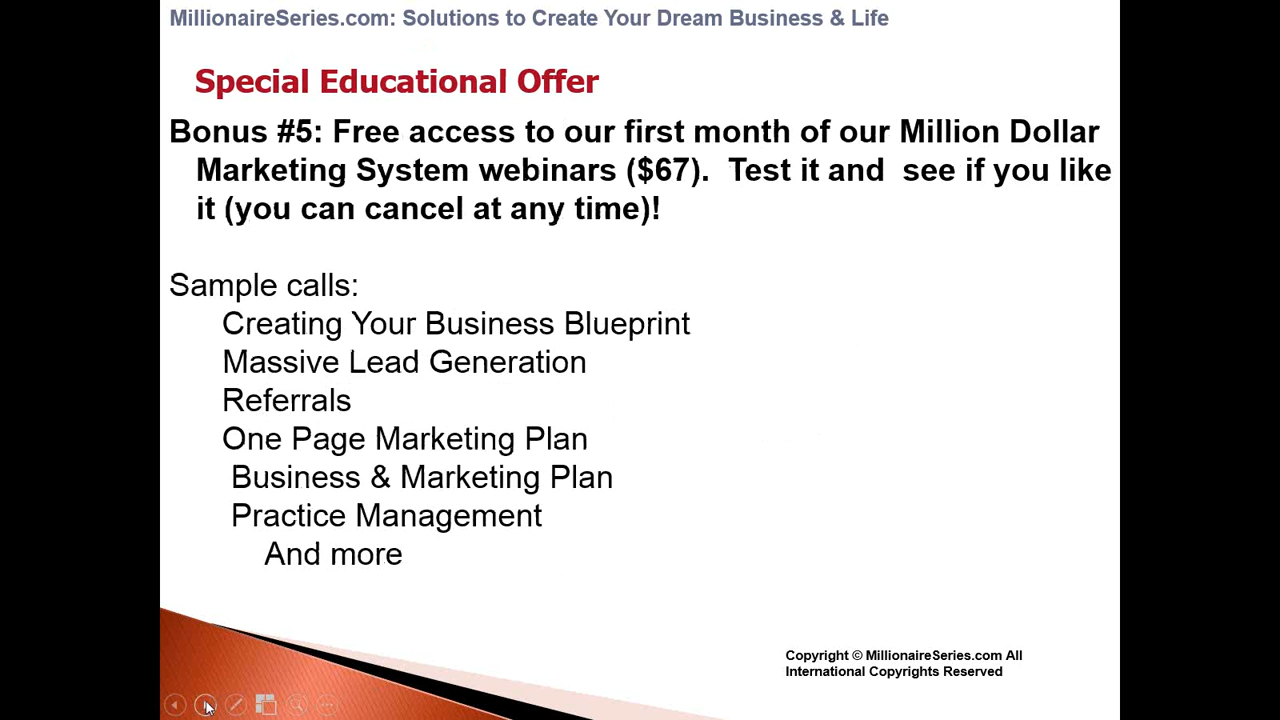 MillionaireSeries.com: Solutions to Create Your Dream Business & Life
Special Educational Offer
Bonus #5: Free access to our first month of our Million Dollar
Marketing System webinars ($67).  Test it and  see if you like
it (you can cancel at any time)!
Sample calls:
Creating Your Business Blueprint
Massive Lead Generation
Referrals
One Page Marketing Plan
Business & Marketing Plan
Practice Management
And more
Copyright © MillionaireSeries.com All
International Copyrights Reserved